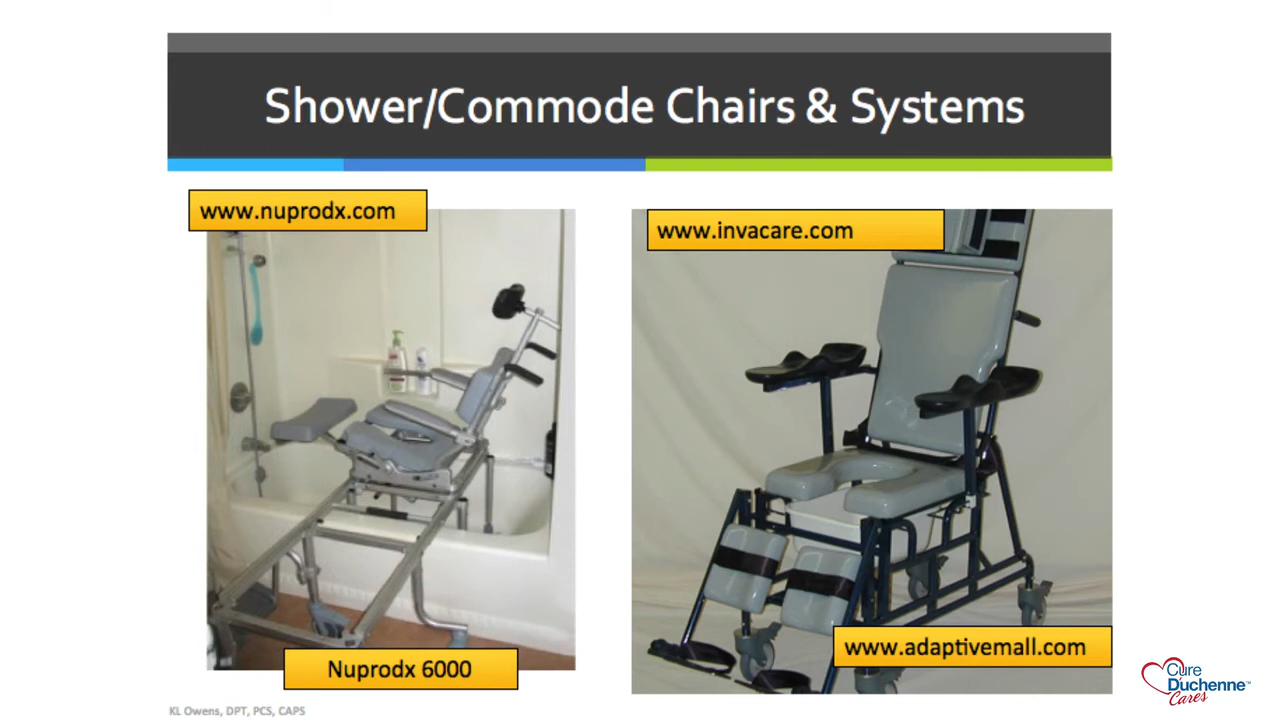 Shower/Commode Chairs & Systems
www.nuprodx.com
www.invacare.com
Nuprodx 6000
www.adaptivemall.com
KL Owens, DPT, PCS, CAPS
Cure
Duchenne™
Cares